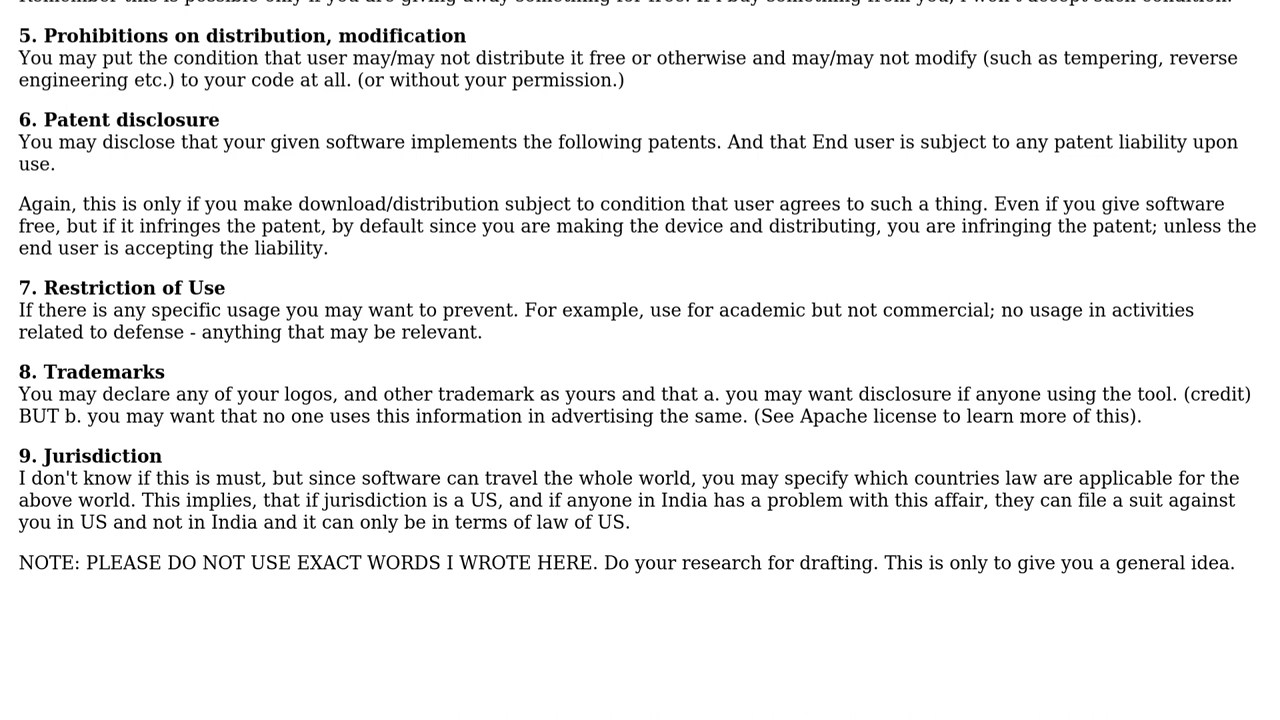 5. Prohibitions on distribution, modification
You may put the condition that user may/may not distribute it free or otherwise and may/may not modify (such as tempering, reverse
engineering etc.) to your code at all. (or without your permission.)
6. Patent disclosure
You may disclose that your given software implements the following patents. And that End user is subject to any patent liability upon
use.
Again, this is only if you make download/distribution subject to condition that user agrees to such a thing. Even if you give software
free, but if it infringes the patent, by default since you are making the device and distributing, you are infringing the patent; unless the
end user is accepting the liability.
7. Restriction of Use
If there is any specific usage you may want to prevent. For example, use for academic but not commercial; no usage in activities
related to defense - anything that may be relevant.
8. Trademarks
You may declare any of your logos, and other trademark as yours and that a. you may want disclosure if anyone using the tool. (credit)
BUT b. you may want that no one uses this information in advertising the same. (See Apache license to learn more of this).
9. Jurisdiction
I don't know if this is must, but since software can travel the whole world, you may specify which countries law are applicable for the
above world. This implies, that if jurisdiction is a US, and if anyone in India has a problem with this affair, they can file a suit against
you in US and not in India and it can only be in terms of law of US.
NOTE: PLEASE DO NOT USE EXACT WORDS I WROTE HERE. Do your research for drafting. This is only to give you a general idea.